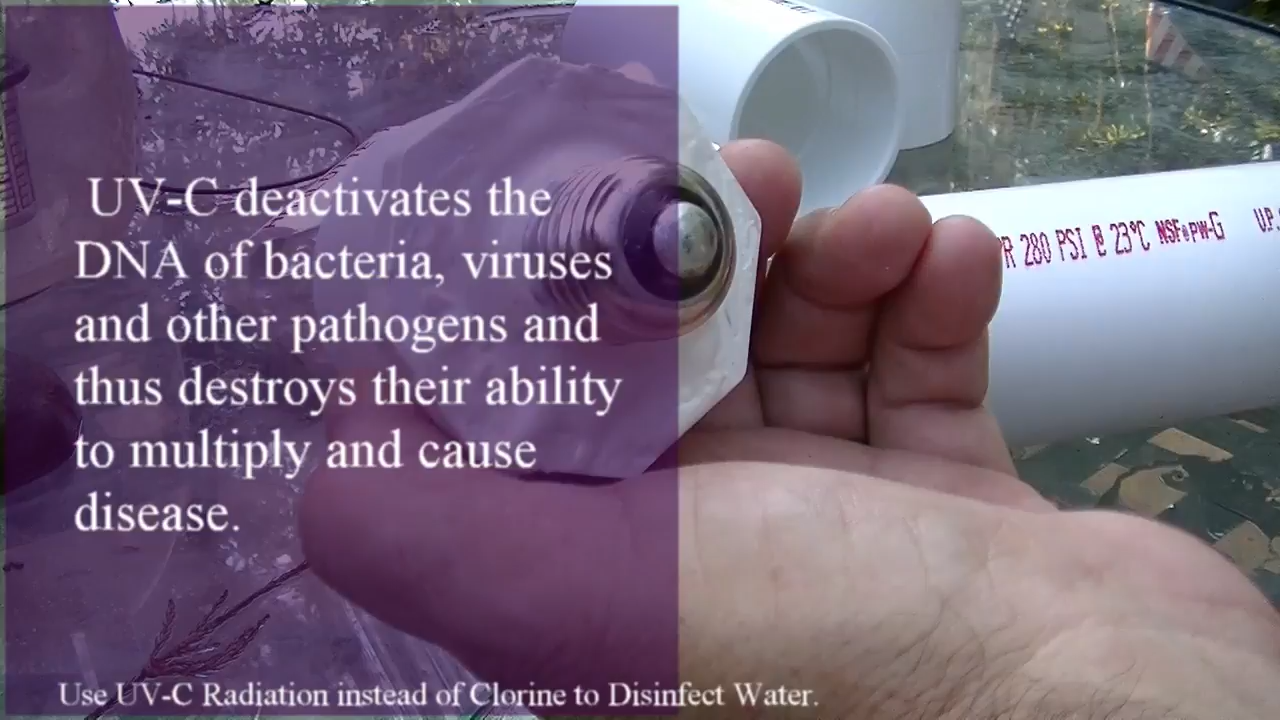 UV-C deactivates the
DNA of bacteria, viruses
and other pathogens and
thus destroys their ability
to multiply and cause
disease.
R 280 PSI @ 23°C NSF®PW-G U.P.
Use UV-C Radiation instead of Clorine to Disinfect Water.